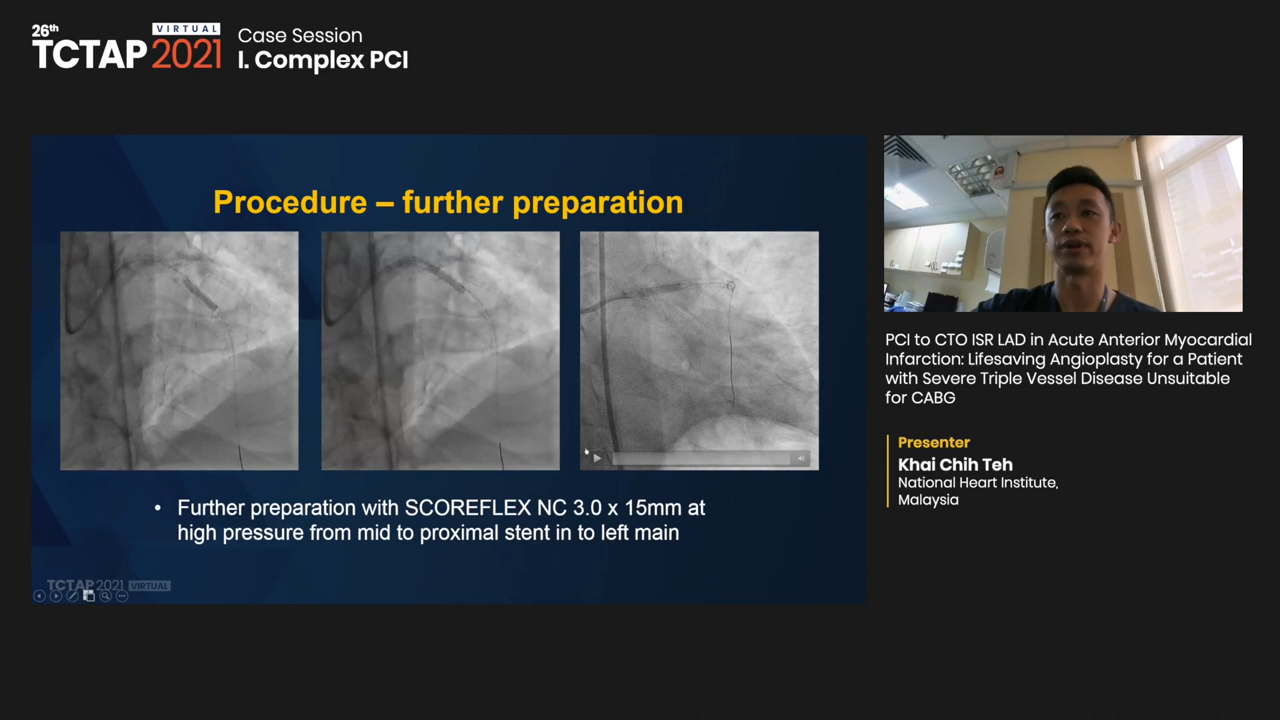 26th
VIRTUAL
TCTAP 2021
Case Session
I. Complex PCI
Procedure – further preparation
• Further preparation with SCOREFLEX NC 3.0 x 15mm at
high pressure from mid to proximal stent in to left main
TCTAP 2021 VIRTUAL
PCI to CTO ISR LAD in Acute Anterior Myocardial
Infarction: Lifesaving Angioplasty for a Patient
with Severe Triple Vessel Disease Unsuitable
for CABG
Presenter
Khai Chih Teh
National Heart Institute,
Malaysia